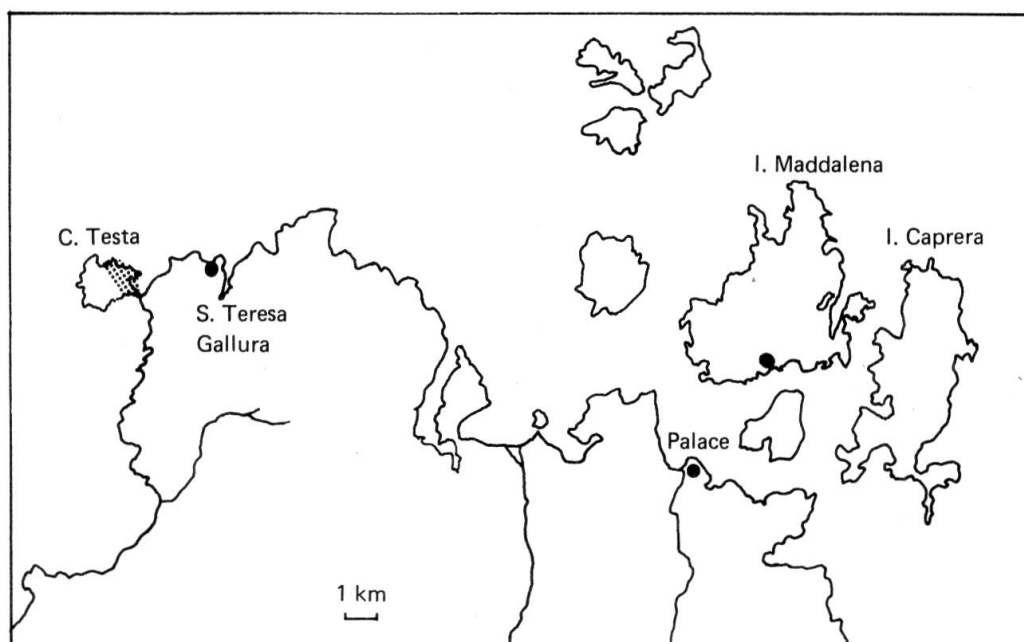 I. Maddalena
C. Testa
I. Caprera
S. Teresa
Gallura
Palace
1 km